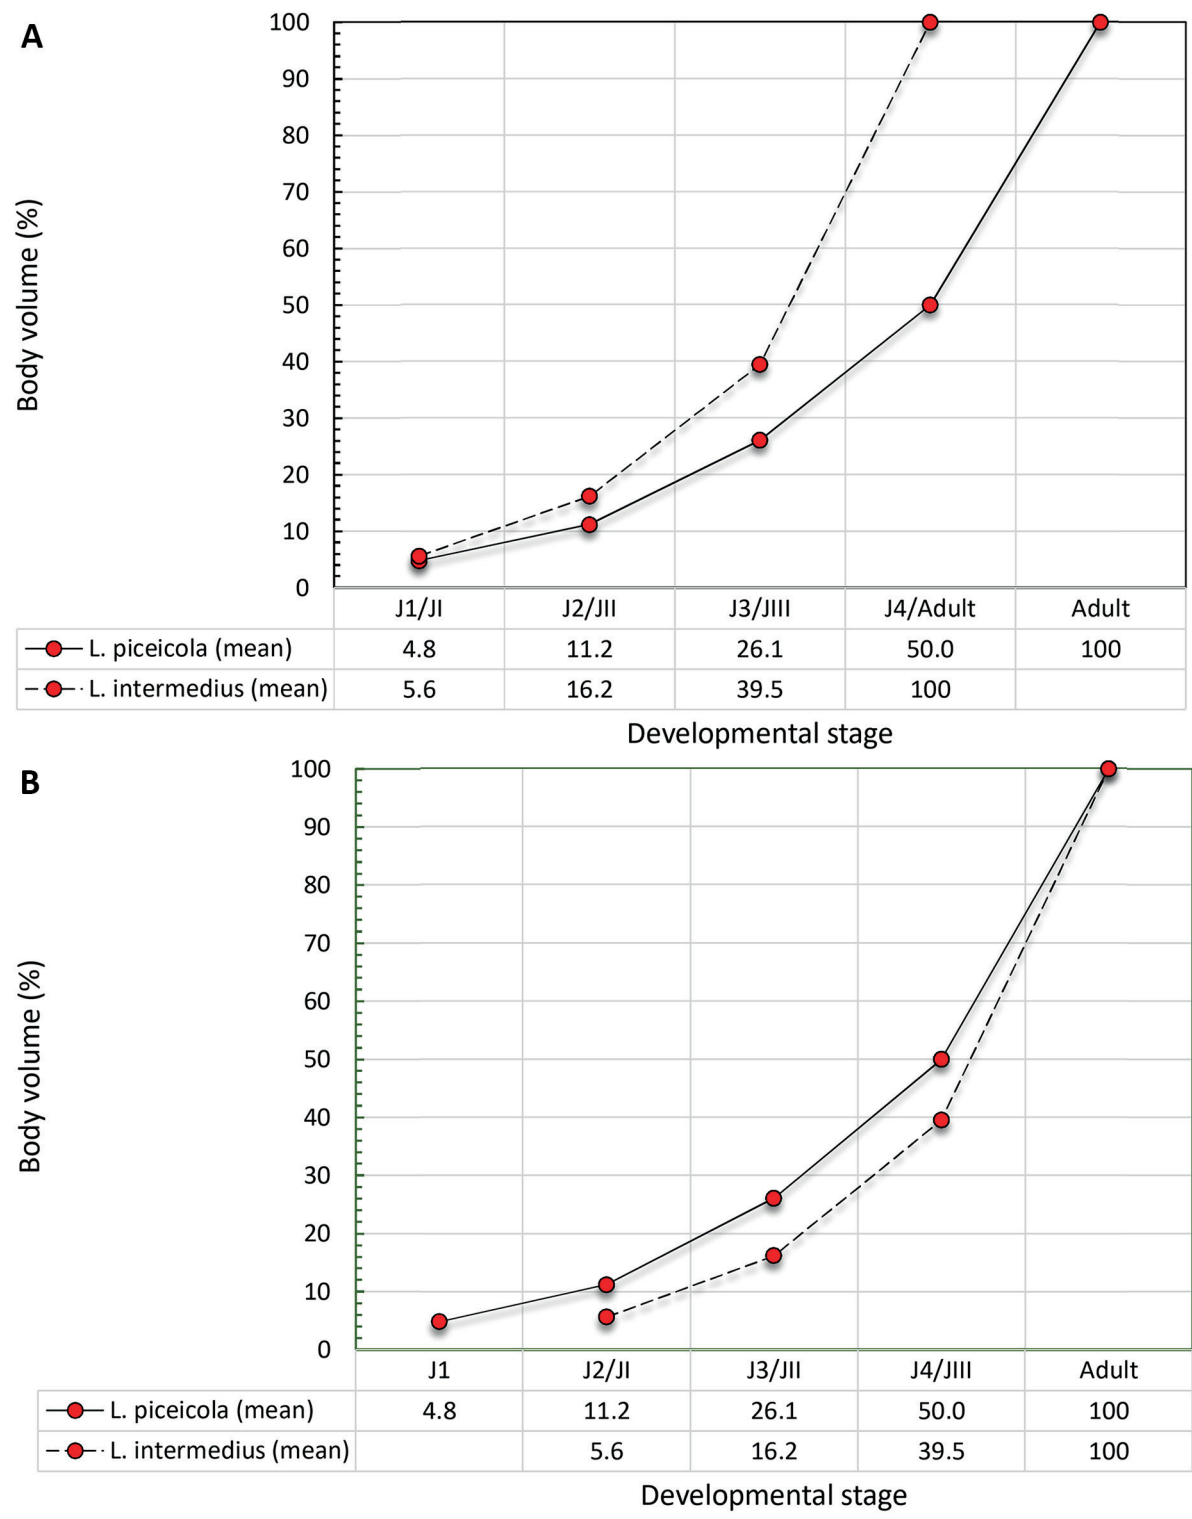 A
100
90
80
70
60
50
40
30
20
10
0
Body volume (%)
J1/JI J2/JII J3/JIII J4/Adult Adult
L. piceicola (mean) 4.8 11.2 26.1 50.0 100
L. intermedius (mean) 5.6 16.2 39.5 100
Developmental stage
B
100
90
80
70
60
50
40
30
20
10
0
Body volume (%)
J1 J2/JI J3/JII J4/JIII Adult
L. piceicola (mean) 4.8 11.2 26.1 50.0 100
L. intermedius (mean) 5.6 16.2 39.5 100
Developmental stage